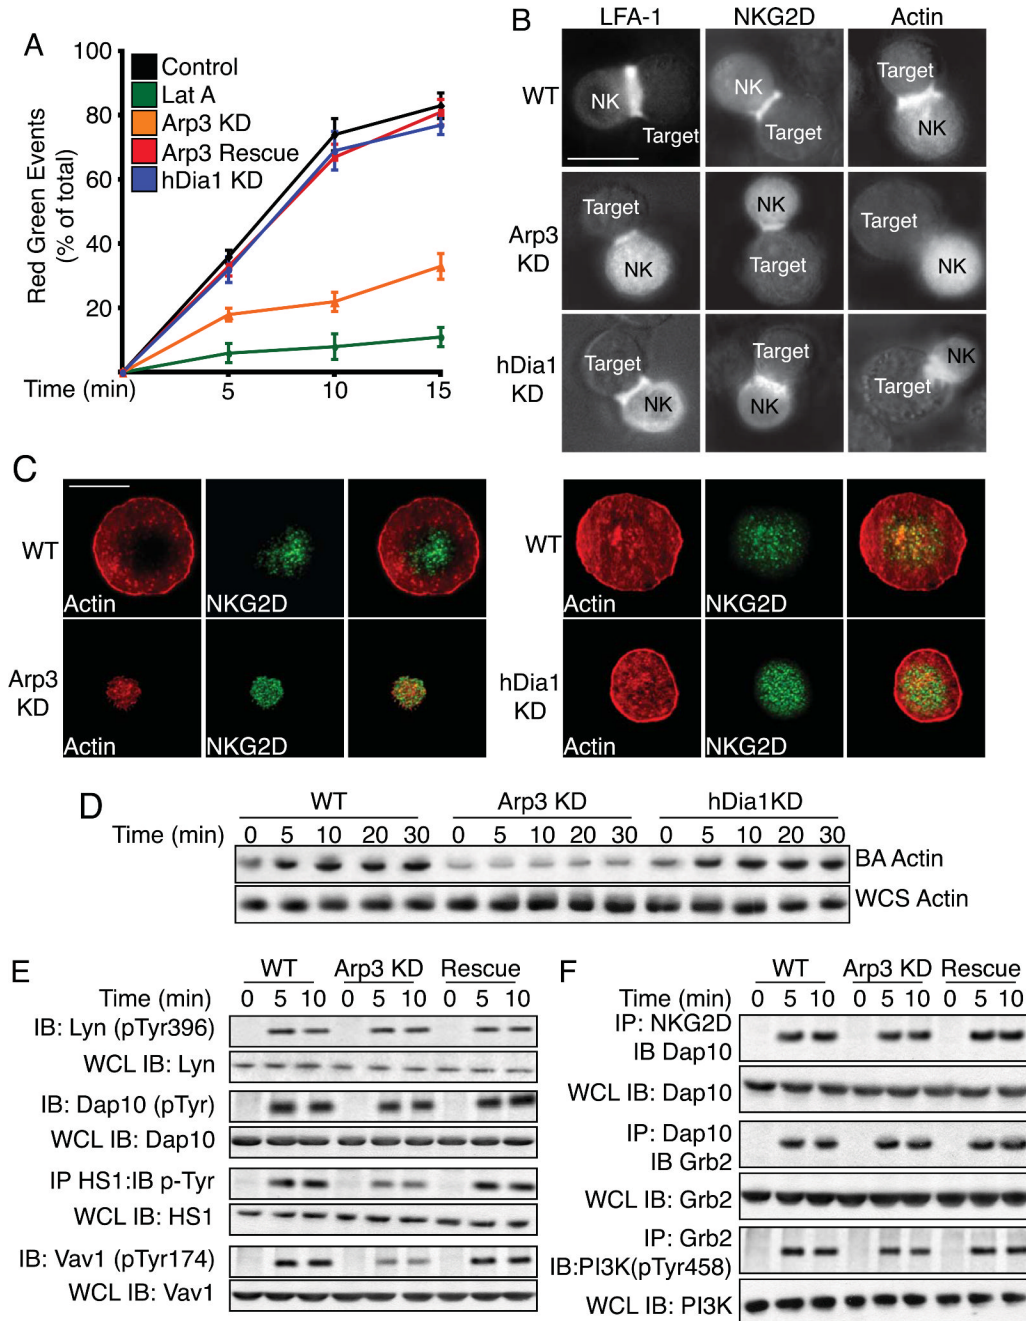 A
100
80
60
40
20
Red Green Events
(% of total)
Control
Lat A
Arp3 KD
Arp3 Rescue
hDia1 KD
Time (min)
5
10
15
B
LFA-1 NKG2D Actin
WT
NK
Target
NK
Target
Target
NK
Arp3
KD
Target
NK
NK
Target
Target
NK
hDia1
KD
Target
NK
Target
NK
NK
Target
C
WT
Actin
NKG2D
Arp3
KD
Actin
NKG2D
WT
Actin
NKG2D
hDia1
KD
Actin
NKG2D
D
WT Arp3 KD hDia1KD
Time (min) 0 5 10 20 30 0 5 10 20 30 0 5 10 20 30
BA Actin
WCS Actin
E
WT Arp3 KD Rescue
Time (min) 0 5 10 0 5 10 0 5 10
IB: Lyn (pTyr396)
WCL IB: Lyn
IB: Dap10 (pTyr)
WCL IB: Dap10
IP HS1:IB p-Tyr
WCL IB: HS1
IB: Vav1 (pTyr174)
WCL IB: Vav1
F
WT Arp3 KD Rescue
Time (min) 0 5 10 0 5 10 0 5 10
IP: NKG2D
IB Dap10
WCL IB: Dap10
IP: Dap10
IB Grb2
WCL IB: Grb2
IP: Grb2
IB:PI3K(pTyr458)
WCL IB: PI3K